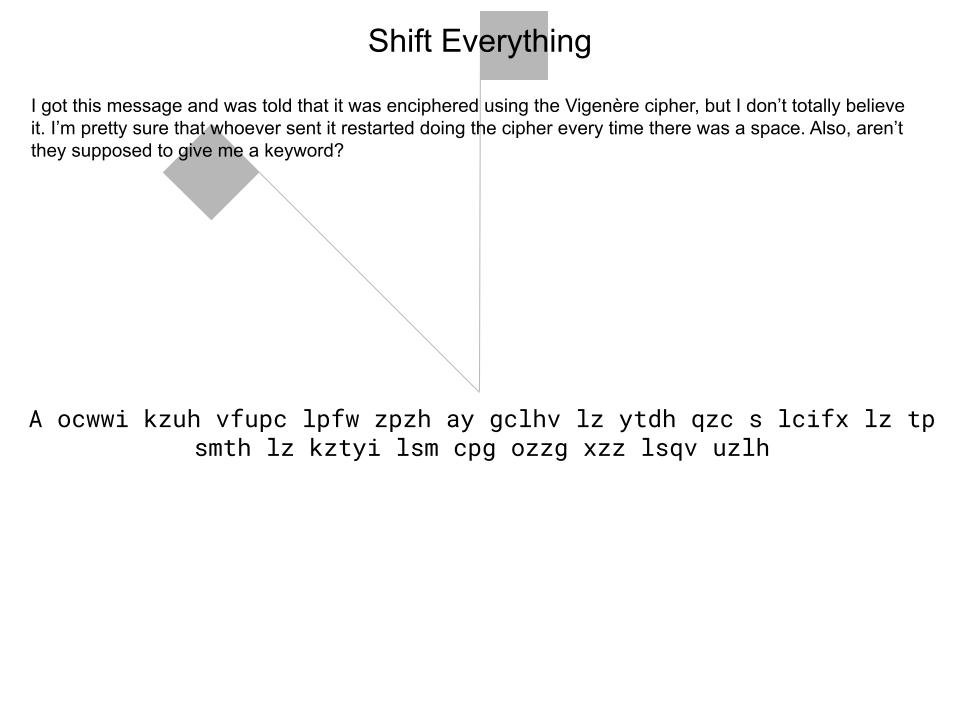 Shift Everything
I got this message and was told that it was enciphered using the Vigenère cipher, but I don’t totally believe
it. I’m pretty sure that whoever sent it restarted doing the cipher every time there was a space. Also, aren’t
they supposed to give me a keyword?
A ocwwi kzuh vfupc lpfw zpzh ay gclhv lz ytdh qzc s lcifx lz tp
smth lz kztyi lsm cpg ozzg xzz lsqv uzlh